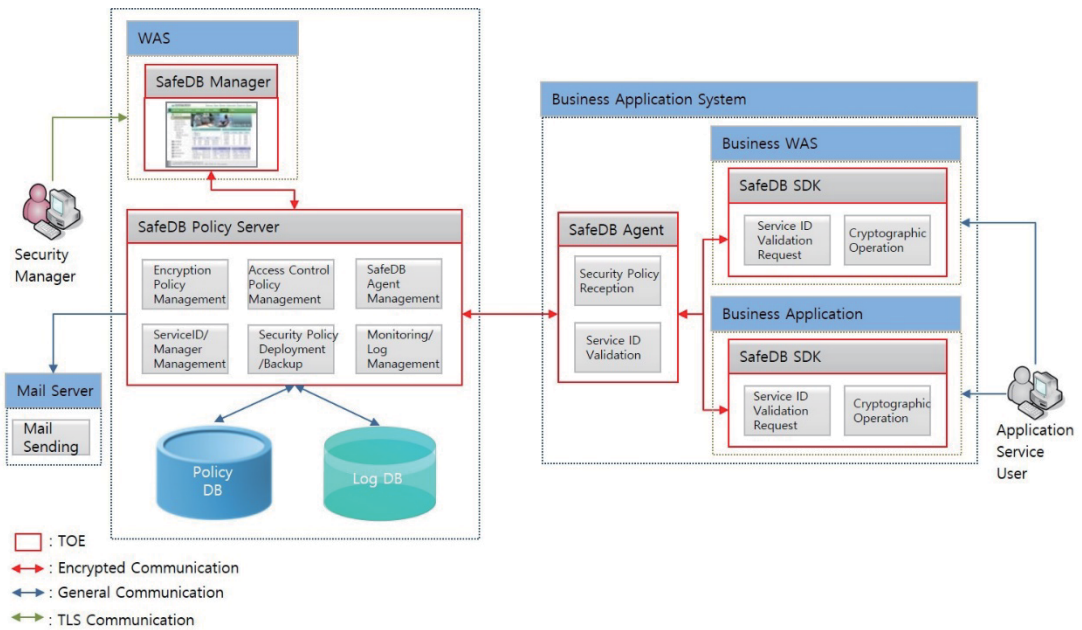 WAS
SafeDB Manager
Security
Manager
SafeDB Policy Server
Encryption
Policy
Management
Access Control
Policy
Management
SafeDB
Agent
Management
ServiceID/
Manager
Management
Security Policy
Deployment
/Backup
Monitoring/
Log
Management
Mail Server
Mail
Sending
Policy
DB
Log DB
Business Application System
SafeDB Agent
Security Policy
Reception
Service ID
Validation
Business WAS
SafeDB SDK
Service ID
Validation
Request
Cryptographic
Operation
Business Application
SafeDB SDK
Service ID
Validation
Request
Cryptographic
Operation
Application
Service
User
: TOE
: Encrypted Communication
: General Communication
: TLS Communication